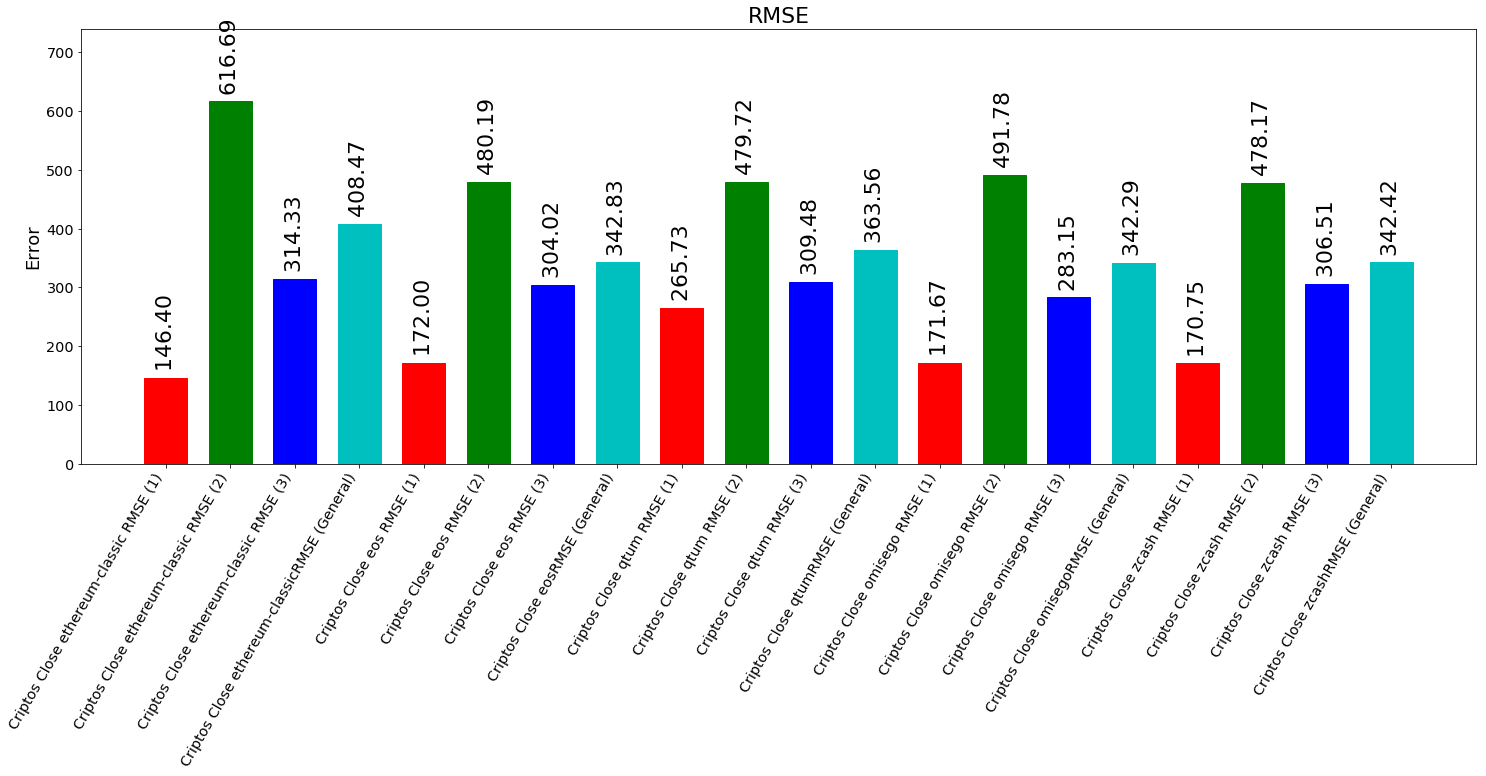 RMSE
Error
700
600
500
400
300
200
100
0
146.40
616.69
314.33
408.47
172.00
480.19
304.02
342.83
265.73
479.72
309.48
363.56
171.67
491.78
283.15
342.29
170.75
478.17
306.51
342.42
Criptos Close ethereum-classic RMSE (1)
Criptos Close ethereum-classic RMSE (2)
Criptos Close ethereum-classic RMSE (3)
Criptos Close ethereum-classicRMSE (General)
Criptos Close eos RMSE (1)
Criptos Close eos RMSE (2)
Criptos Close eos RMSE (3)
Criptos Close eosRMSE (General)
Criptos Close qtum RMSE (1)
Criptos Close qtum RMSE (2)
Criptos Close qtum RMSE (3)
Criptos Close qtumRMSE (General)
Criptos Close omisego RMSE (1)
Criptos Close omisego RMSE (2)
Criptos Close omisego RMSE (3)
Criptos Close omisegoRMSE (General)
Criptos Close zcash RMSE (1)
Criptos Close zcash RMSE (2)
Criptos Close zcash RMSE (3)
Criptos Close zcashRMSE (General)